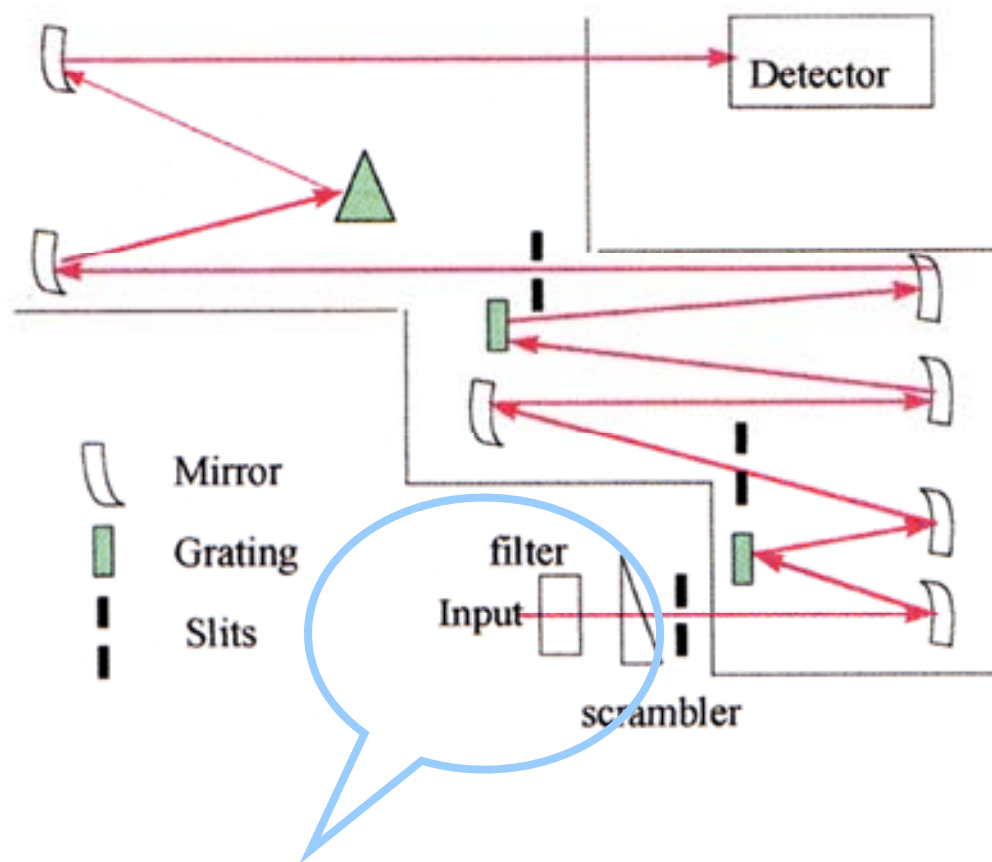 Detector
Mirror
Grating
Slits
filter
Input
scrambler